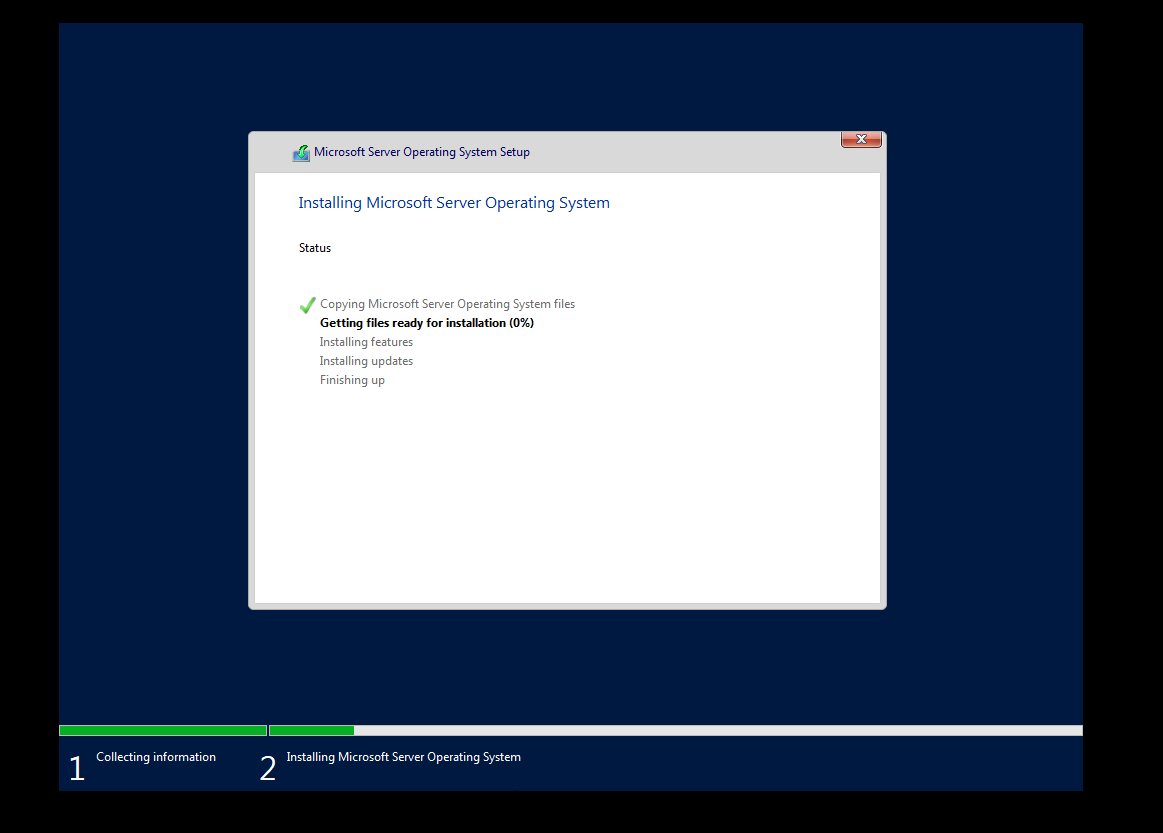 Microsoft Server Operating System Setup
Installing Microsoft Server Operating System
Status
Copying Microsoft Server Operating System files
Getting files ready for installation (0%)
Installing features
Installing updates
Finishing up
1 Collecting information
2 Installing Microsoft Server Operating System